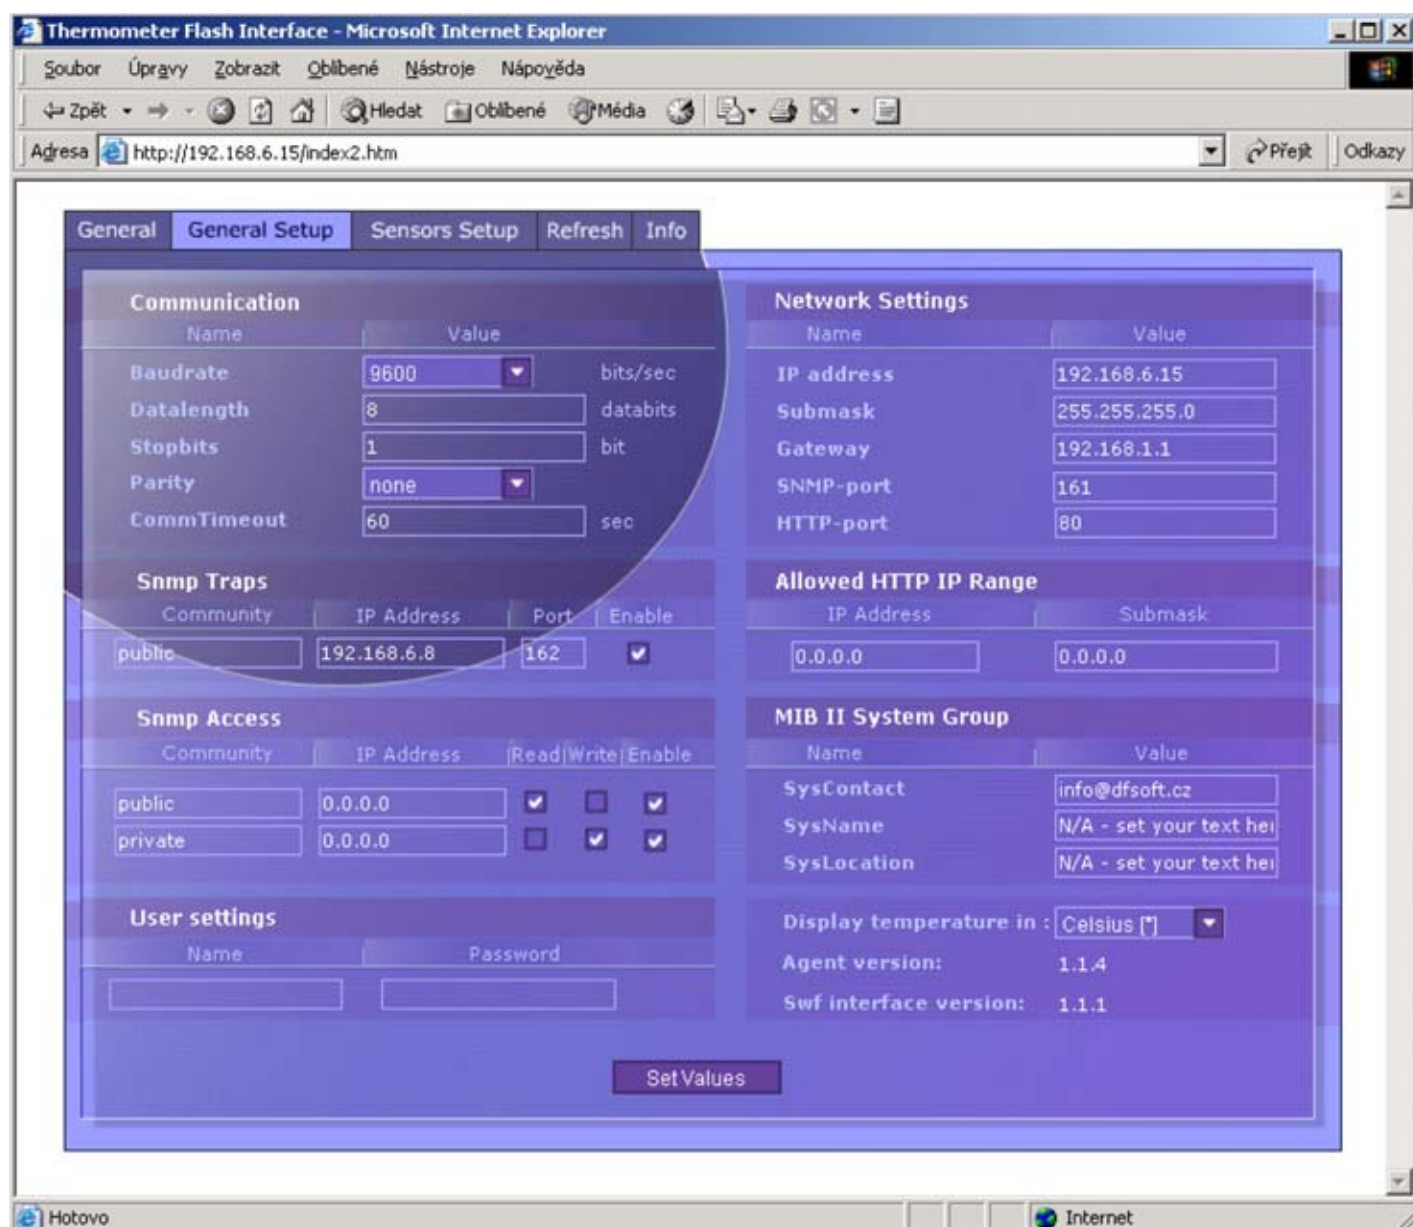 Thermometer Flash Interface - Microsoft Internet Explorer
Soubor Úpravy Zobrazit Oblíbené Nástroje Nápověda
Zpět Hledat Oblíbené Média
Adresa http://192.168.6.15/index2.htm Přejít Odkazy
General General Setup Sensors Setup Refresh Info
Communication
Name Value
Baudrate 9600 bits/sec
Datalength 8 databits
Stopbits 1 bit
Parity none
CommTimeout 60 sec
Network Settings
Name Value
IP address 192.168.6.15
Submask 255.255.255.0
Gateway 192.168.1.1
SNMP-port 161
HTTP-port 80
Snmp Traps
Community IP Address Port Enable
public 192.168.6.8 162
Allowed HTTP IP Range
IP Address Submask
0.0.0.0 0.0.0.0
Snmp Access
Community IP Address Read Write Enable
public 0.0.0.0
private 0.0.0.0
MIB II System Group
Name Value
SysContact info@dfsoft.cz
SysName N/A - set your text her
SysLocation N/A - set your text her
User settings
Name Password
Display temperature in : Celsius [*]
Agent version: 1.1.4
Swf interface version: 1.1.1
Set Values
Hotovo Internet